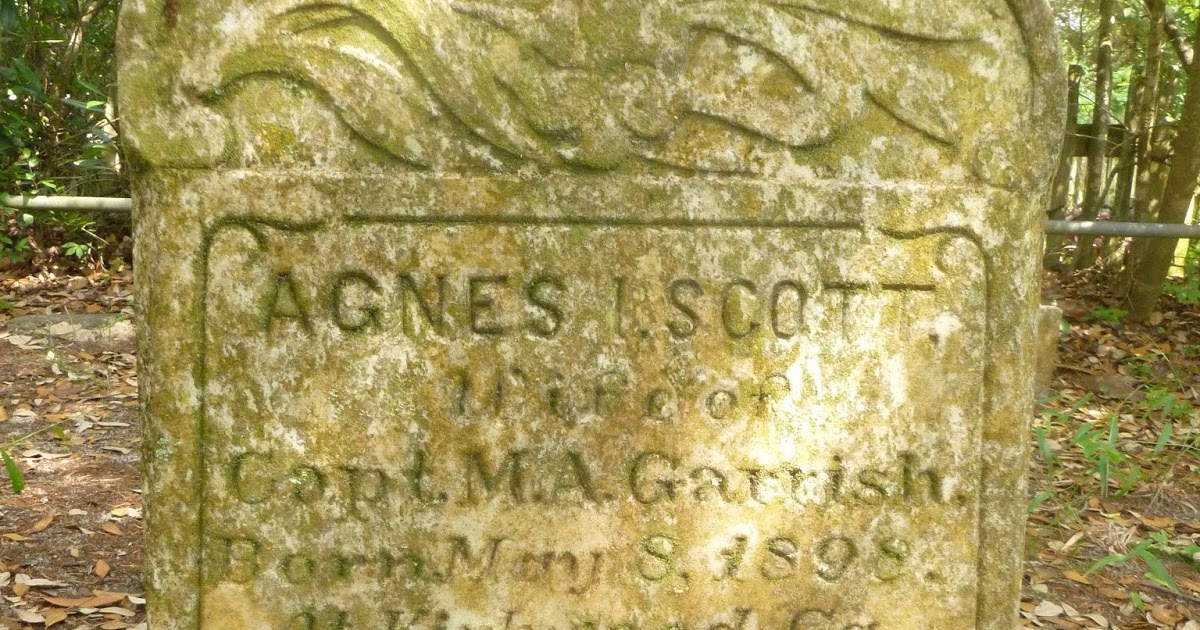 AGNES I. SCOTT.
Wife of
Capt. M.A. Garrish.
Born May 8, 1898.